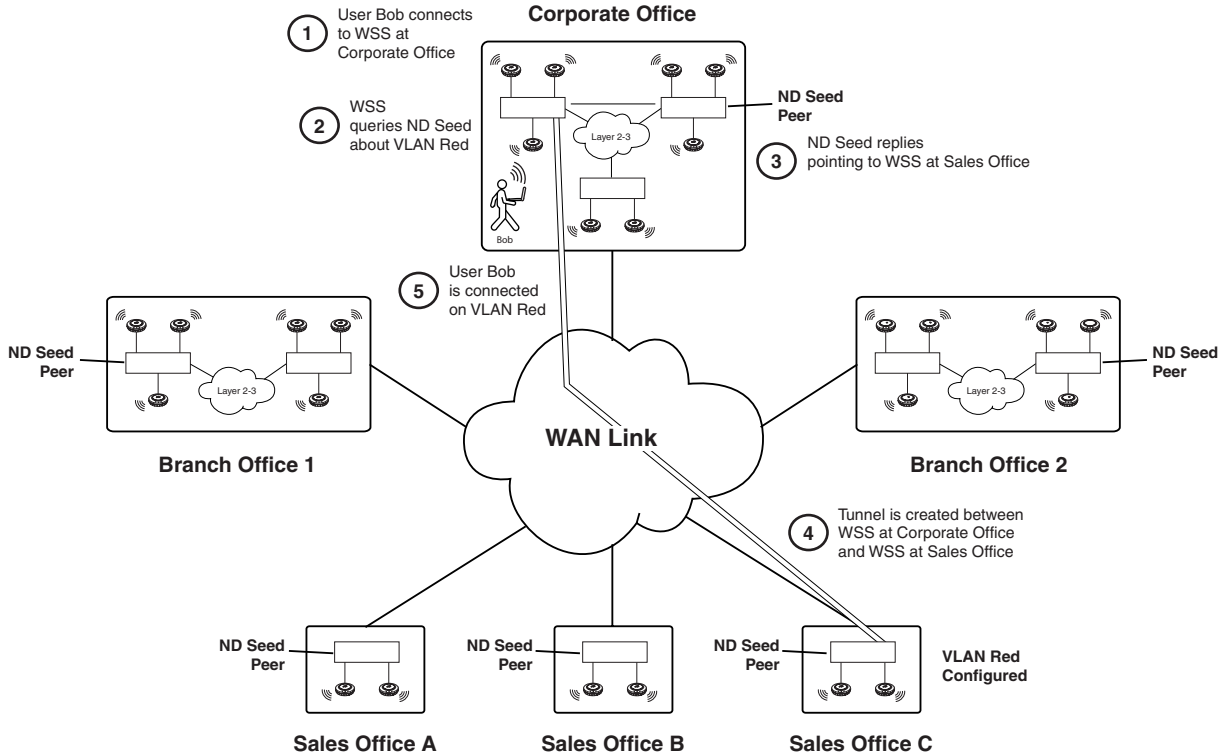 Corporate Office
1
User Bob connects
to WSS at
Corporate Office
2
WSS
queries ND Seed
about VLAN Red
ND Seed
Peer
Layer 2-3
3
ND Seed replies
pointing to WSS at Sales Office
Bob
5
User Bob
is connected
on VLAN Red
ND Seed
Peer
Layer 2-3
Branch Office 1
ND Seed
Peer
Layer 2-3
Branch Office 2
WAN Link
4
Tunnel is created between
WSS at Corporate Office
and WSS at Sales Office
ND Seed
Peer
Sales Office A
ND Seed
Peer
Sales Office B
ND Seed
Peer
VLAN Red
Configured
Sales Office C